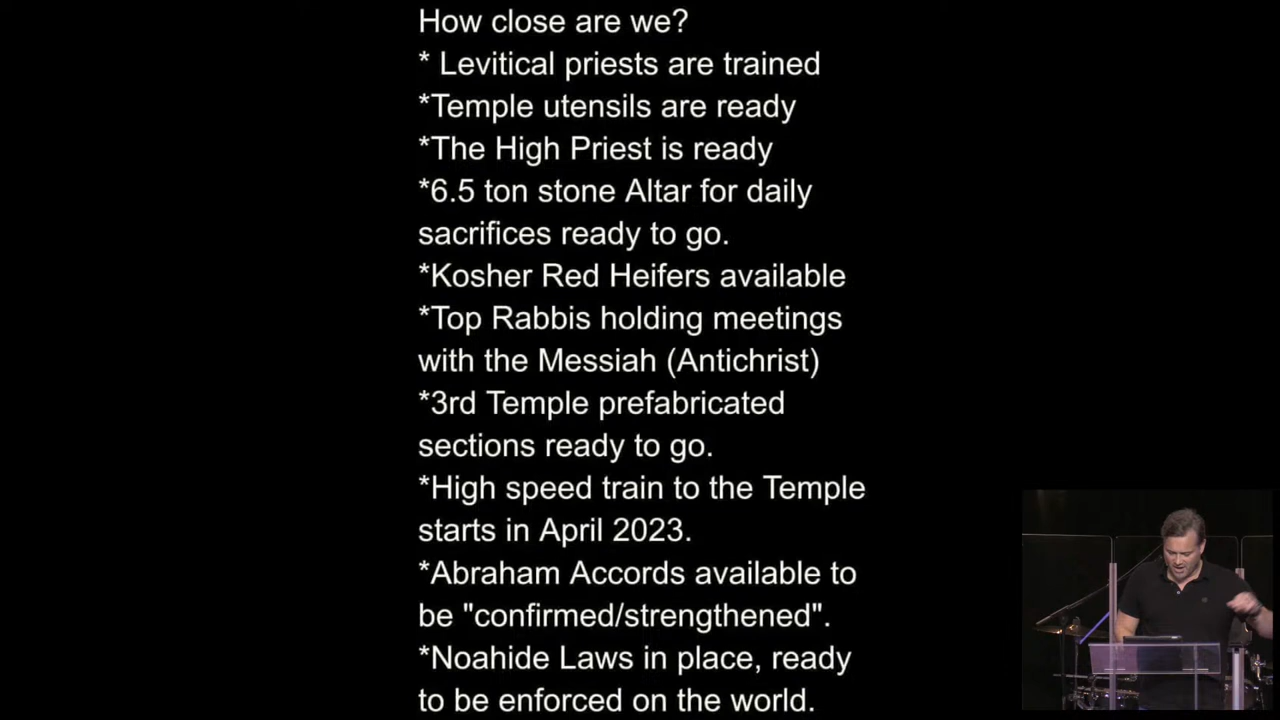 How close are we?
* Levitical priests are trained
*Temple utensils are ready
*The High Priest is ready
*6.5 ton stone Altar for daily
sacrifices ready to go.
*Kosher Red Heifers available
*Top Rabbis holding meetings
with the Messiah (Antichrist)
*3rd Temple prefabricated
sections ready to go.
*High speed train to the Temple
starts in April 2023.
*Abraham Accords available to
be "confirmed/strengthened".
*Noahide Laws in place, ready
to be enforced on the world.